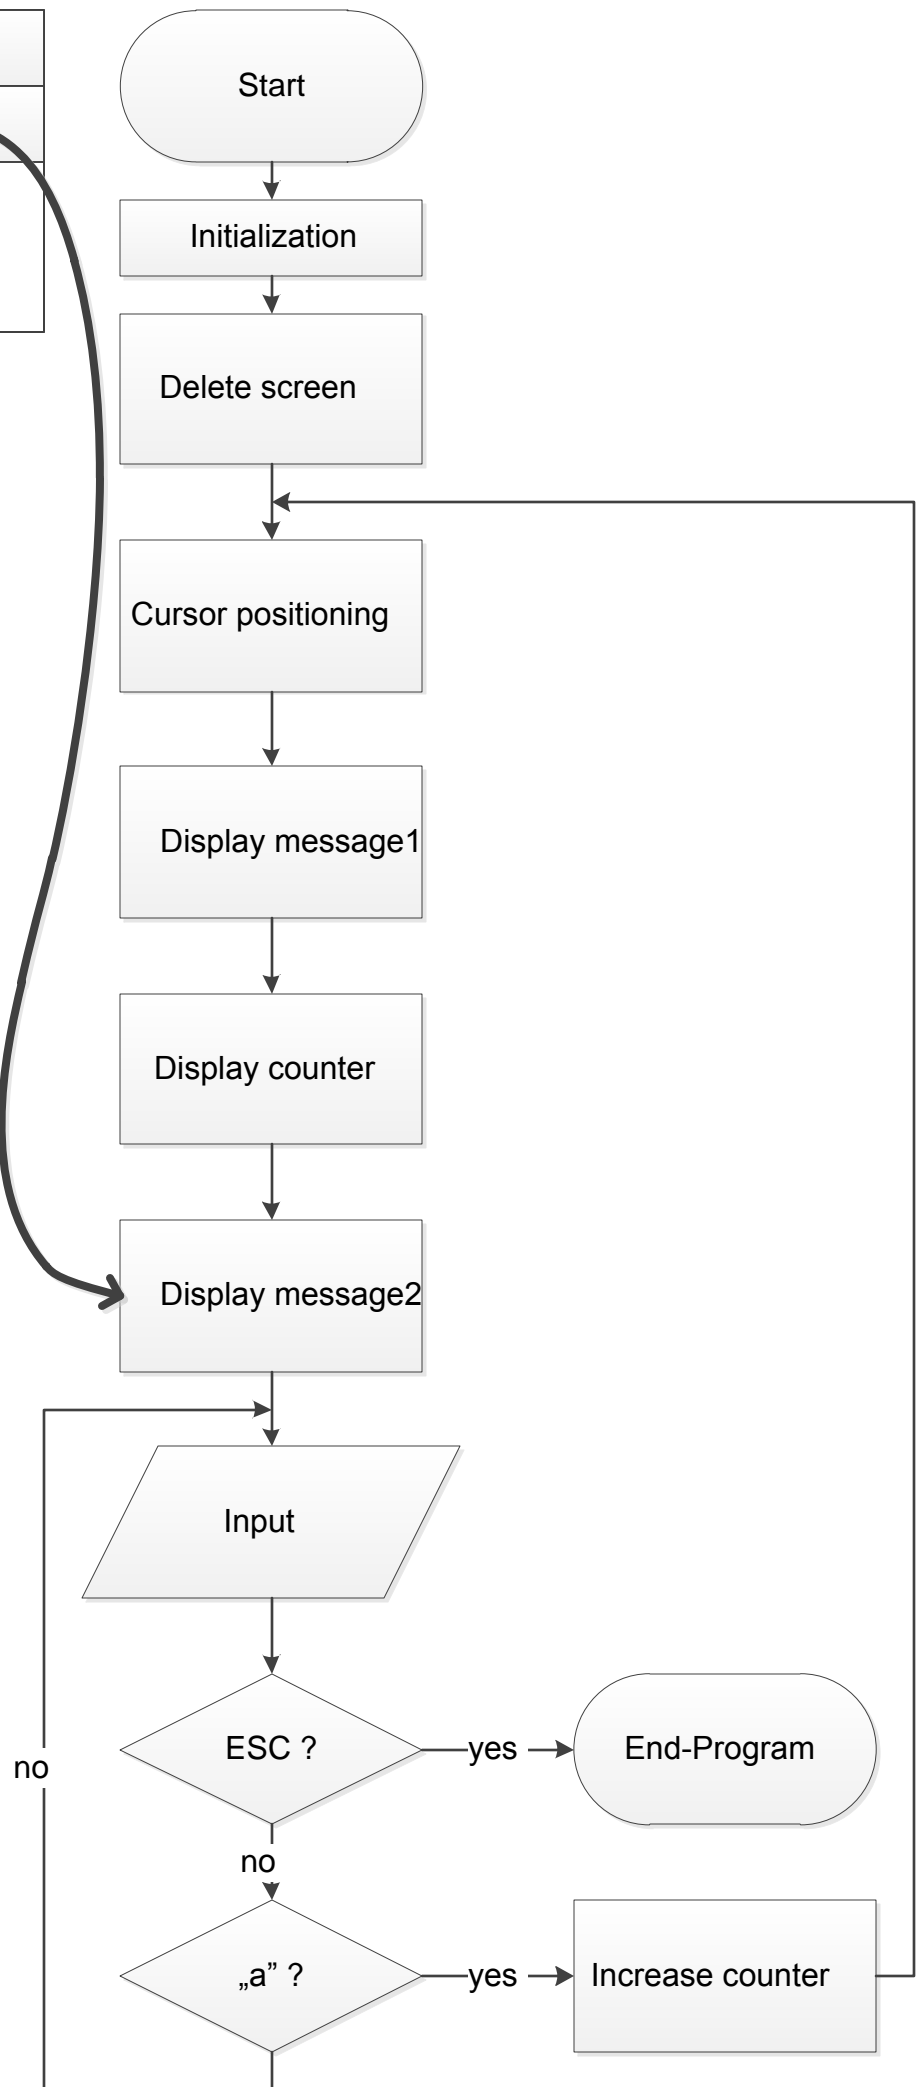 Start
Initialization
Delete screen
Cursor positioning
Display message1
Display counter
Display message2
Input
ESC ?
yes
End-Program
no
no
„a” ?
yes
Increase counter